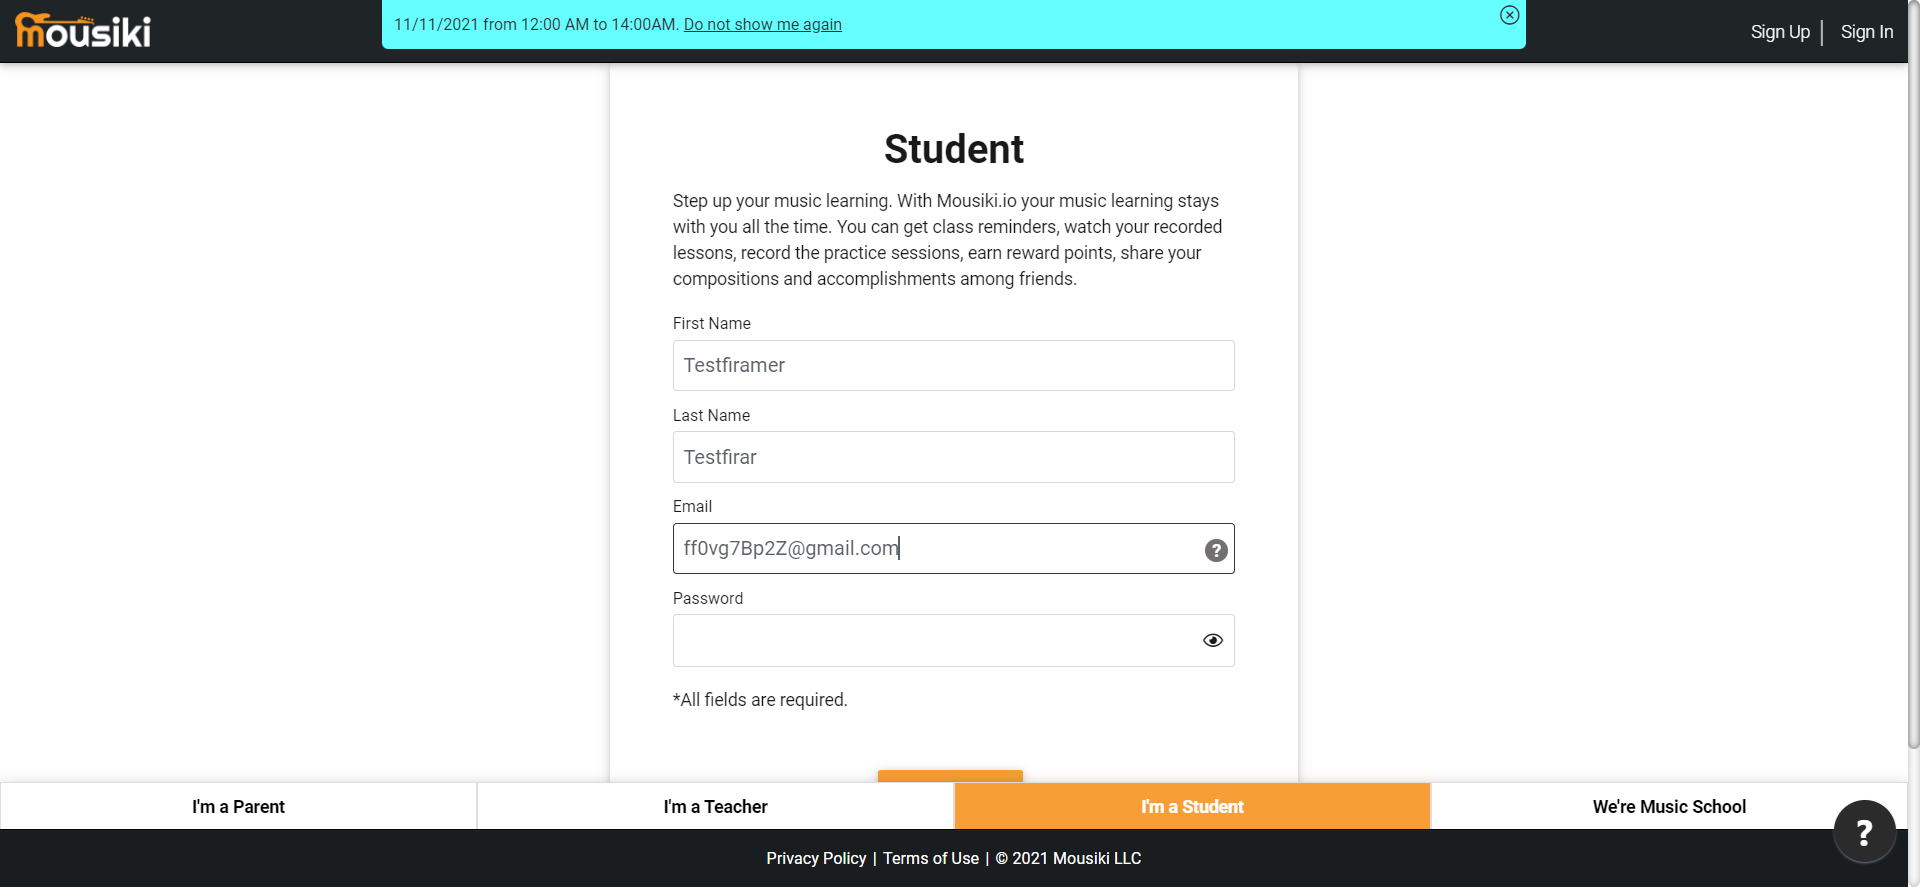 mousiki
11/11/2021 from 12:00 AM to 14:00AM. Do not show me again
Sign Up
Sign In
Student
Step up your music learning. With Mousiki.io your music learning stays
with you all the time. You can get class reminders, watch your recorded
lessons, record the practice sessions, earn reward points, share your
compositions and accomplishments among friends.
First Name
Testfiramer
Last Name
Testfirar
Email
ff0vg7Bp2Z@gmail.com
?
Password
*All fields are required.
I'm a Parent
I'm a Teacher
I'm a Student
We're Music School
?
Privacy Policy | Terms of Use | © 2021 Mousiki LLC